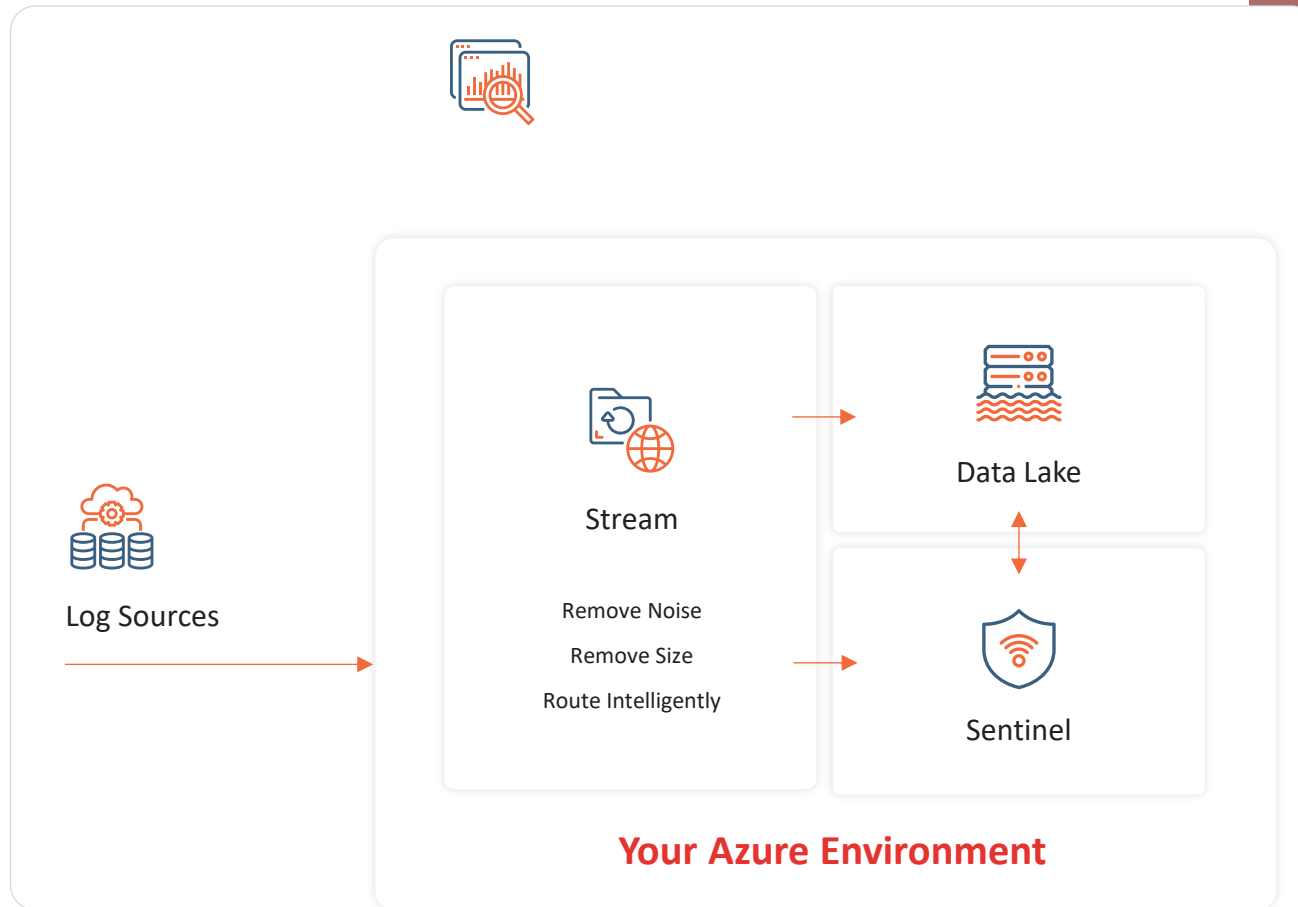 Log Sources
Stream
Remove Noise
Remove Size
Route Intelligently
Data Lake
Sentinel
Your Azure Environment